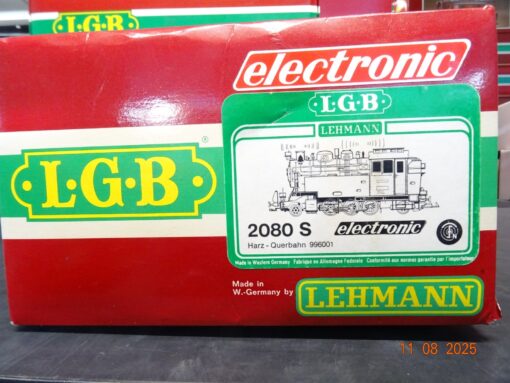 electronic
L·G·B
L·G·B
LEHMANN
2080 S electronic
Harz - Querbahn 996001
Made in Western Germany Fabriqué en Allemagne Federale Conformité aux normes garantie par l'importateur
Made in
W.-Germany by
LEHMANN
11 08 2025